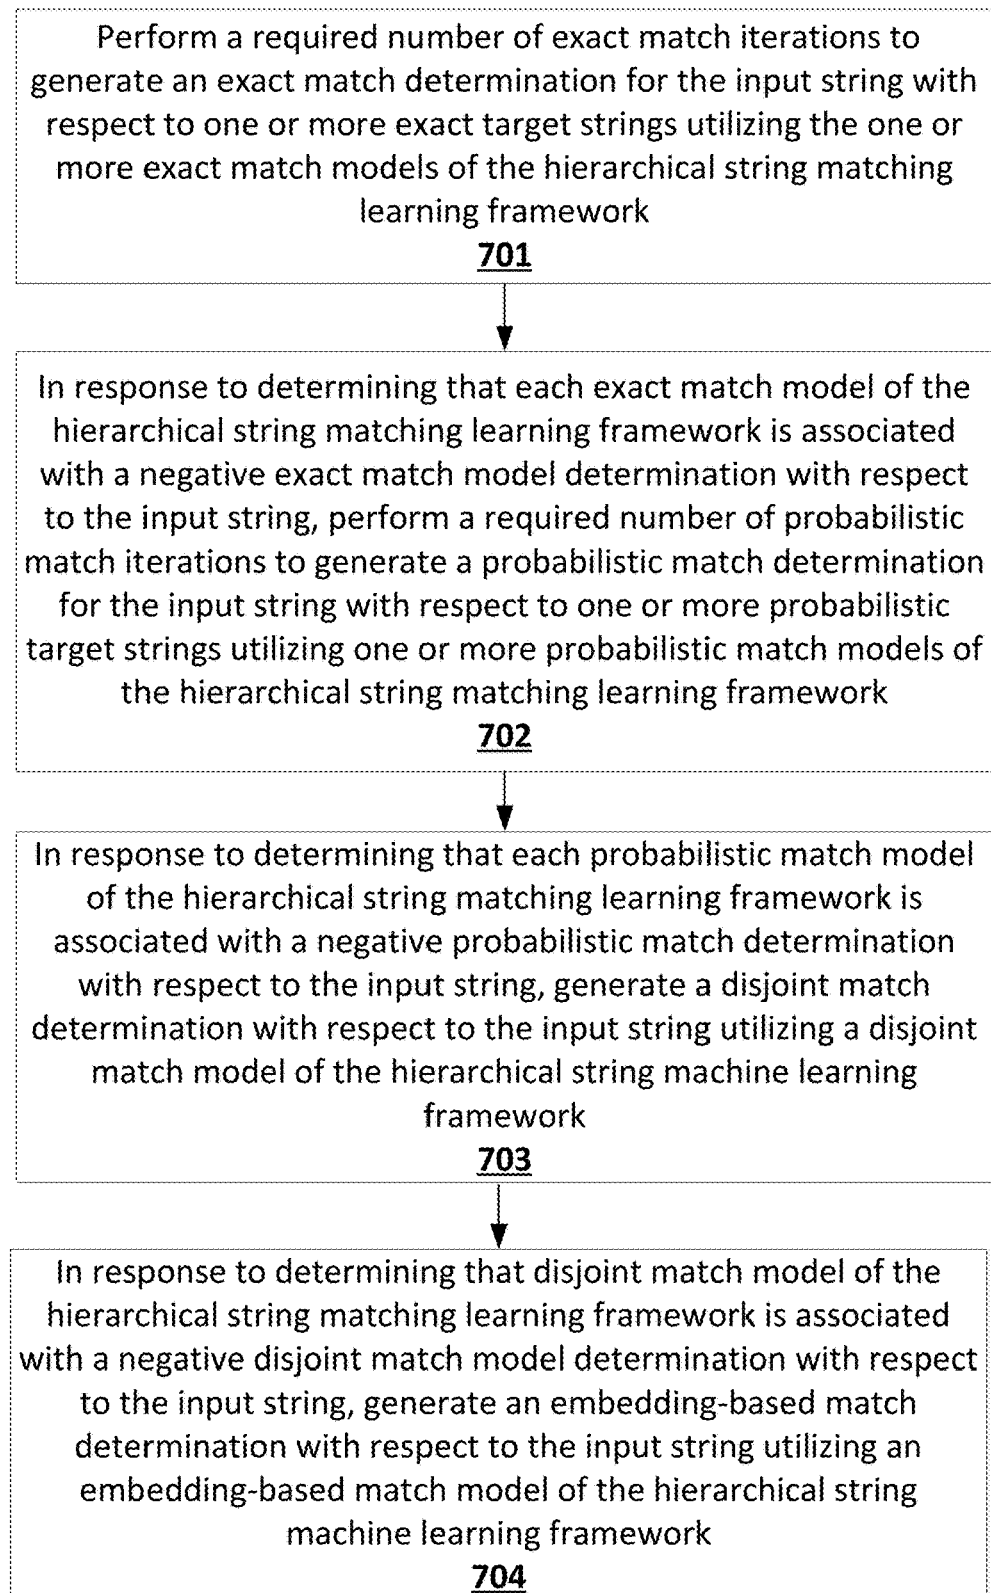 Perform a required number of exact match iterations to
generate an exact match determination for the input string with
respect to one or more exact target strings utilizing the one or
more exact match models of the hierarchical string matching
learning framework
701
In response to determining that each exact match model of the
hierarchical string matching learning framework is associated
with a negative exact match model determination with respect
to the input string, perform a required number of probabilistic
match iterations to generate a probabilistic match determination
for the input string with respect to one or more probabilistic
target strings utilizing one or more probabilistic match models of
the hierarchical string matching learning framework
702
In response to determining that each probabilistic match model
of the hierarchical string matching learning framework is
associated with a negative probabilistic match determination
with respect to the input string, generate a disjoint match
determination with respect to the input string utilizing a disjoint
match model of the hierarchical string machine learning
framework
703
In response to determining that disjoint match model of the
hierarchical string matching learning framework is associated
with a negative disjoint match model determination with respect
to the input string, generate an embedding-based match
determination with respect to the input string utilizing an
embedding-based match model of the hierarchical string
machine learning framework
704